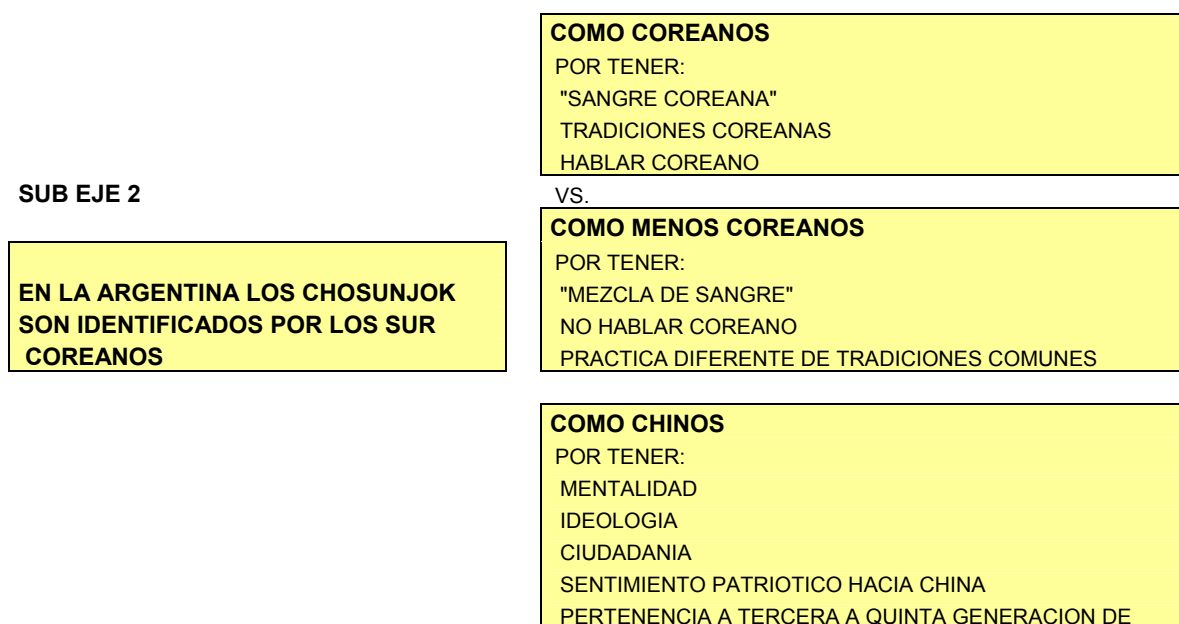 SUB EJE 2
EN LA ARGENTINA LOS CHOSUNJOK
SON IDENTIFICADOS POR LOS SUR
COREANOS
COMO COREANOS
POR TENER:
"SANGRE COREANA"
TRADICIONES COREANAS
HABLAR COREANO
VS.
COMO MENOS COREANOS
POR TENER:
"MEZCLA DE SANGRE"
NO HABLAR COREANO
PRACTICA DIFERENTE DE TRADICIONES COMUNES
COMO CHINOS
POR TENER:
MENTALIDAD
IDEOLOGIA
CIUDADANIA
SENTIMIENTO PATRIOTICO HACIA CHINA
PERTENENCIA A TERCERA A QUINTA GENERACION DE